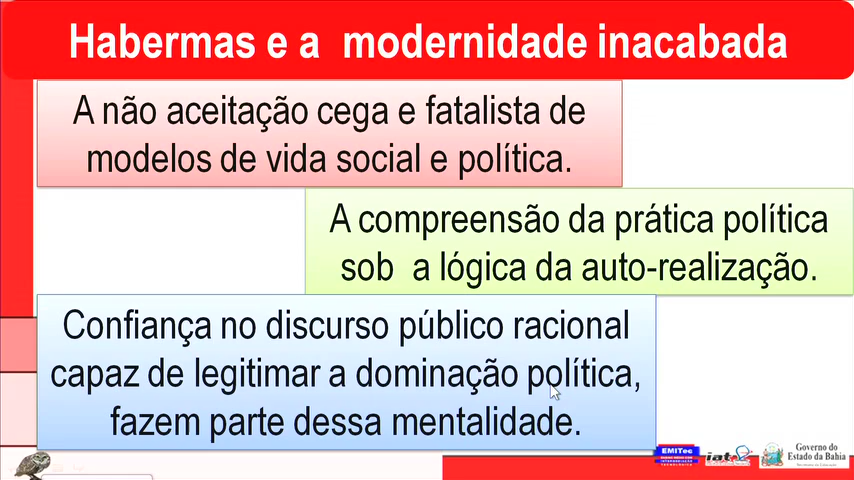 Habermas e a modernidade inacabada
A não aceitação cega e fatalista de
modelos de vida social e política.
A compreensão da prática política
sob a lógica da auto-realização.
Confiança no discurso público racional
capaz de legitimar a dominação política,
fazem parte dessa mentalidade.
EMITec
iat
Governo do
Estado da Bahia